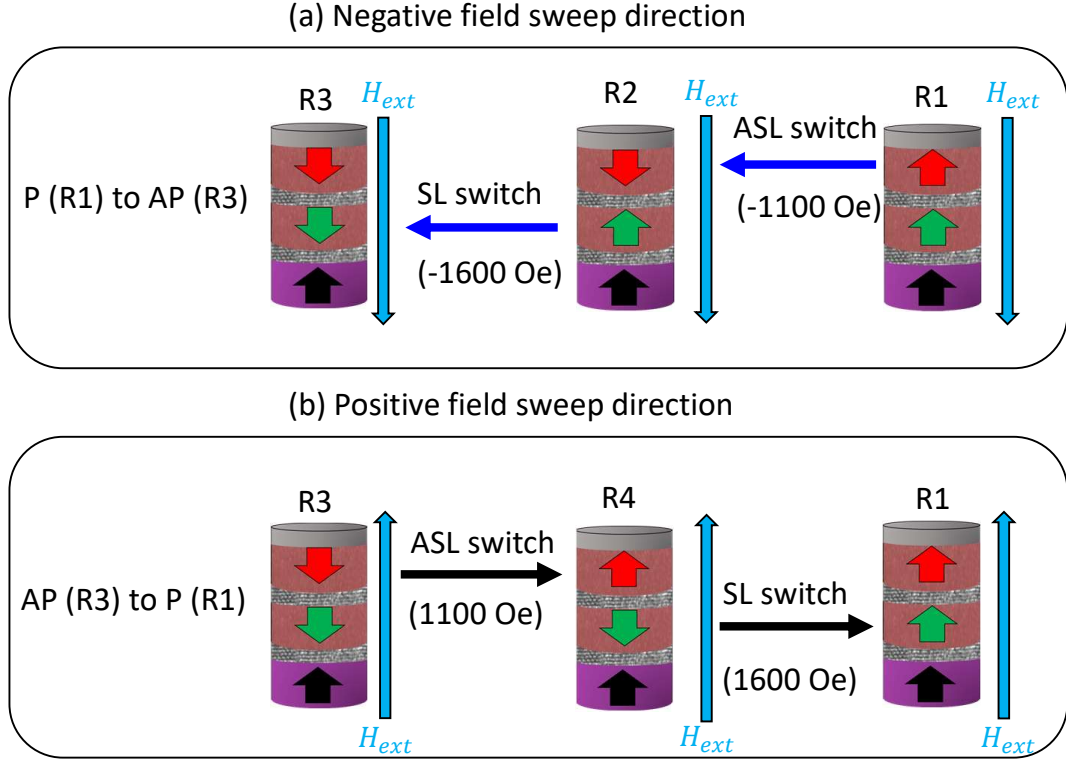 (a) Negative field sweep direction
R3
H_ext
R2
H_ext
R1
H_ext
ASL switch
(-1100 Oe)
P (R1) to AP (R3)
SL switch
(-1600 Oe)
(b) Positive field sweep direction
R3
R4
R1
ASL switch
(1100 Oe)
AP (R3) to P (R1)
SL switch
(1600 Oe)
H_ext
H_ext
H_ext